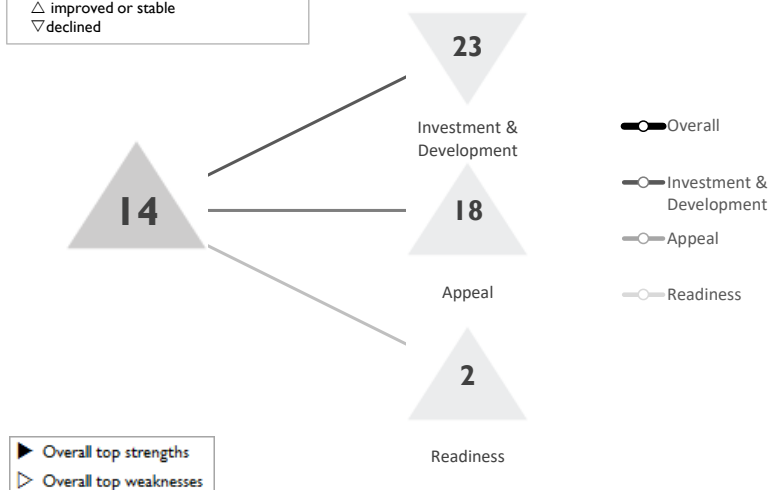 △ improved or stable
▽ declined
23
Investment &
Development
14
18
Appeal
2
Readiness
Overall
Investment &
Development
Appeal
Readiness
▶ Overall top strengths
▷ Overall top weaknesses